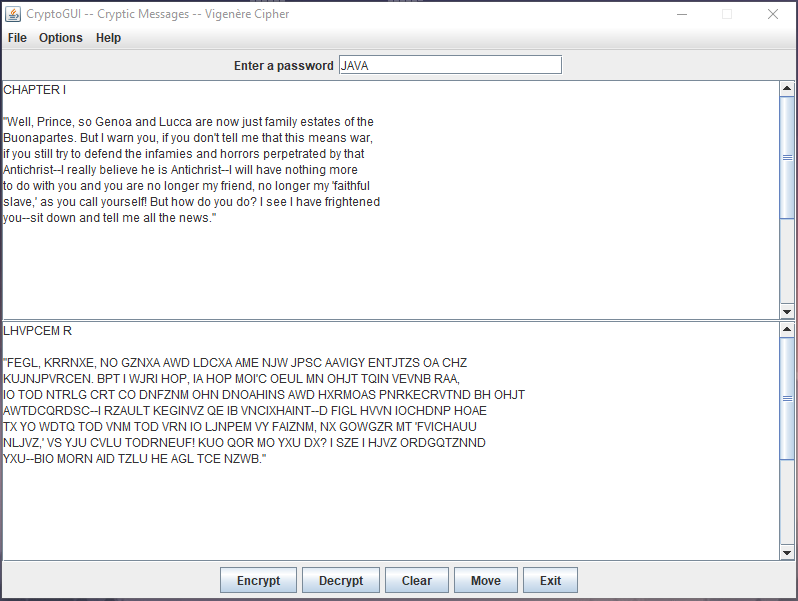 CryptoGUI -- Cryptic Messages -- Vigenère Cipher
File Options Help
Enter a password JAVA
CHAPTER I
"Well, Prince, so Genoa and Lucca are now just family estates of the
Buonapartes. But I warn you, if you don't tell me that this means war,
if you still try to defend the infamies and horrors perpetrated by that
Antichrist--I really believe he is Antichrist--I will have nothing more
to do with you and you are no longer my friend, no longer my 'faithful
slave,' as you call yourself! But how do you do? I see I have frightened
you--sit down and tell me all the news."
LHVPCEM R
"FEGL, KRRNXE, NO GZNXA AWD LDCXA AME NJW JPSC AAVIGY ENTJTZS OA CHZ
KUJNJPVRCEN. BPT I WJRI HOP, IA HOP MOI'C OEUL MN OHJT TQIN VEVNB RAA,
IO TOD NTRLG CRT CO DNFZNM OHN DNOAHINS AWD HXRMOAS PNRKECRVTND BH OHJT
AWTDCQRDSC--I RZAULT KEGINVZ QE IB VNCIXHAINT--D FIGL HVVN IOCHDNP HOAE
TX YO WDTQ TOD VNM TOD VRN IO LJNPEM VY FAIZNM, NX GOWGZR MT 'FVICHAUU
NLJVZ,' VS YJU CVLU TODRNEUF! KUO QOR MO YXU DX? I SZE I HJVZ ORDGQTZNND
YXU--BIO MORN AID TZLU HE AGL TCE NZWB."
Encrypt Decrypt Clear Move Exit